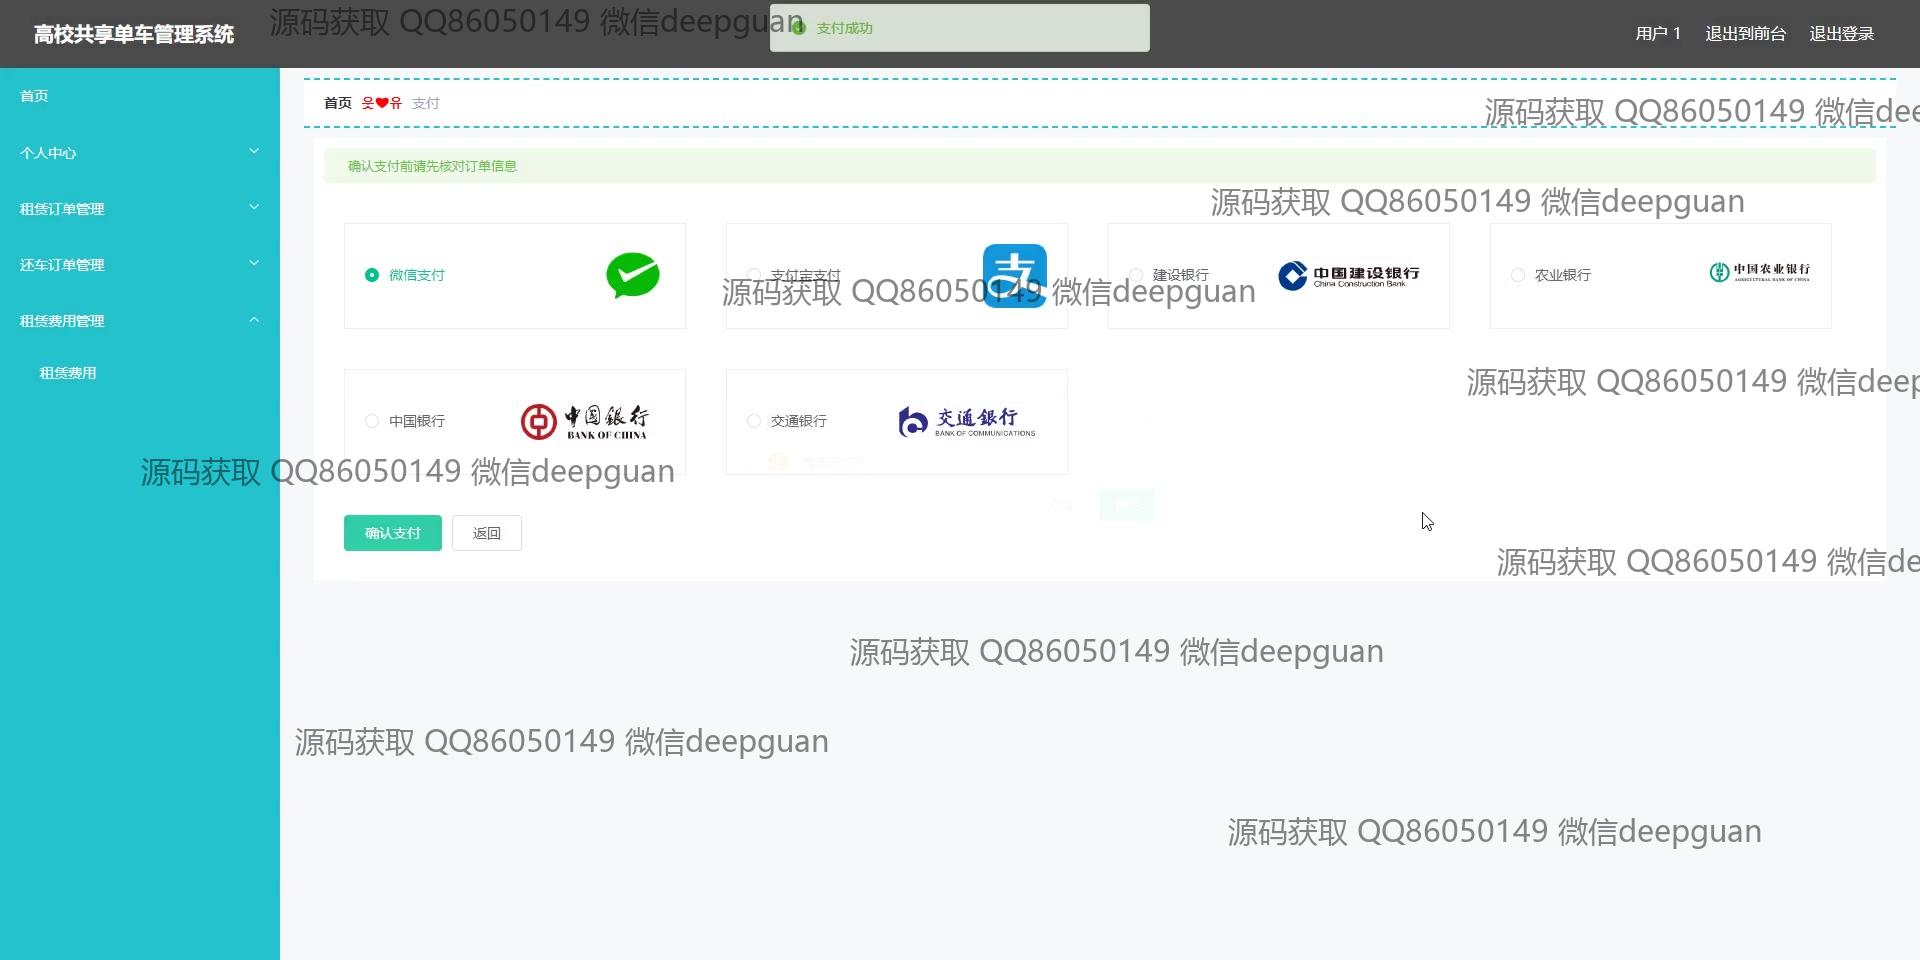 高校共享单车管理系统
源码获取 QQ86050149 微信deepguan
支付成功
用户 1
退出到前台
退出登录
首页
个人中心
租赁订单管理
还车订单管理
租赁费用管理
租赁费用
首页 웃❤유 支付
源码获取 QQ86050149 微信dee
确认支付前请先核对订单信息
源码获取 QQ86050149 微信deepguan
微信支付
支付宝支付
支
建设银行
中国建设银行
China Construction Bank
农业银行
中国农业银行
AGRICULTURAL BANK OF CHINA
源码获取 QQ86050149 微信deepguan
源码获取 QQ86050149 微信deep
中国银行
中国银行
BANK OF CHINA
交通银行
交通银行
BANK OF COMMUNICATIONS
源码获取 QQ86050149 微信deepguan
确认支付
返回
源码获取 QQ86050149 微信de
源码获取 QQ86050149 微信deepguan
源码获取 QQ86050149 微信deepguan
源码获取 QQ86050149 微信deepguan